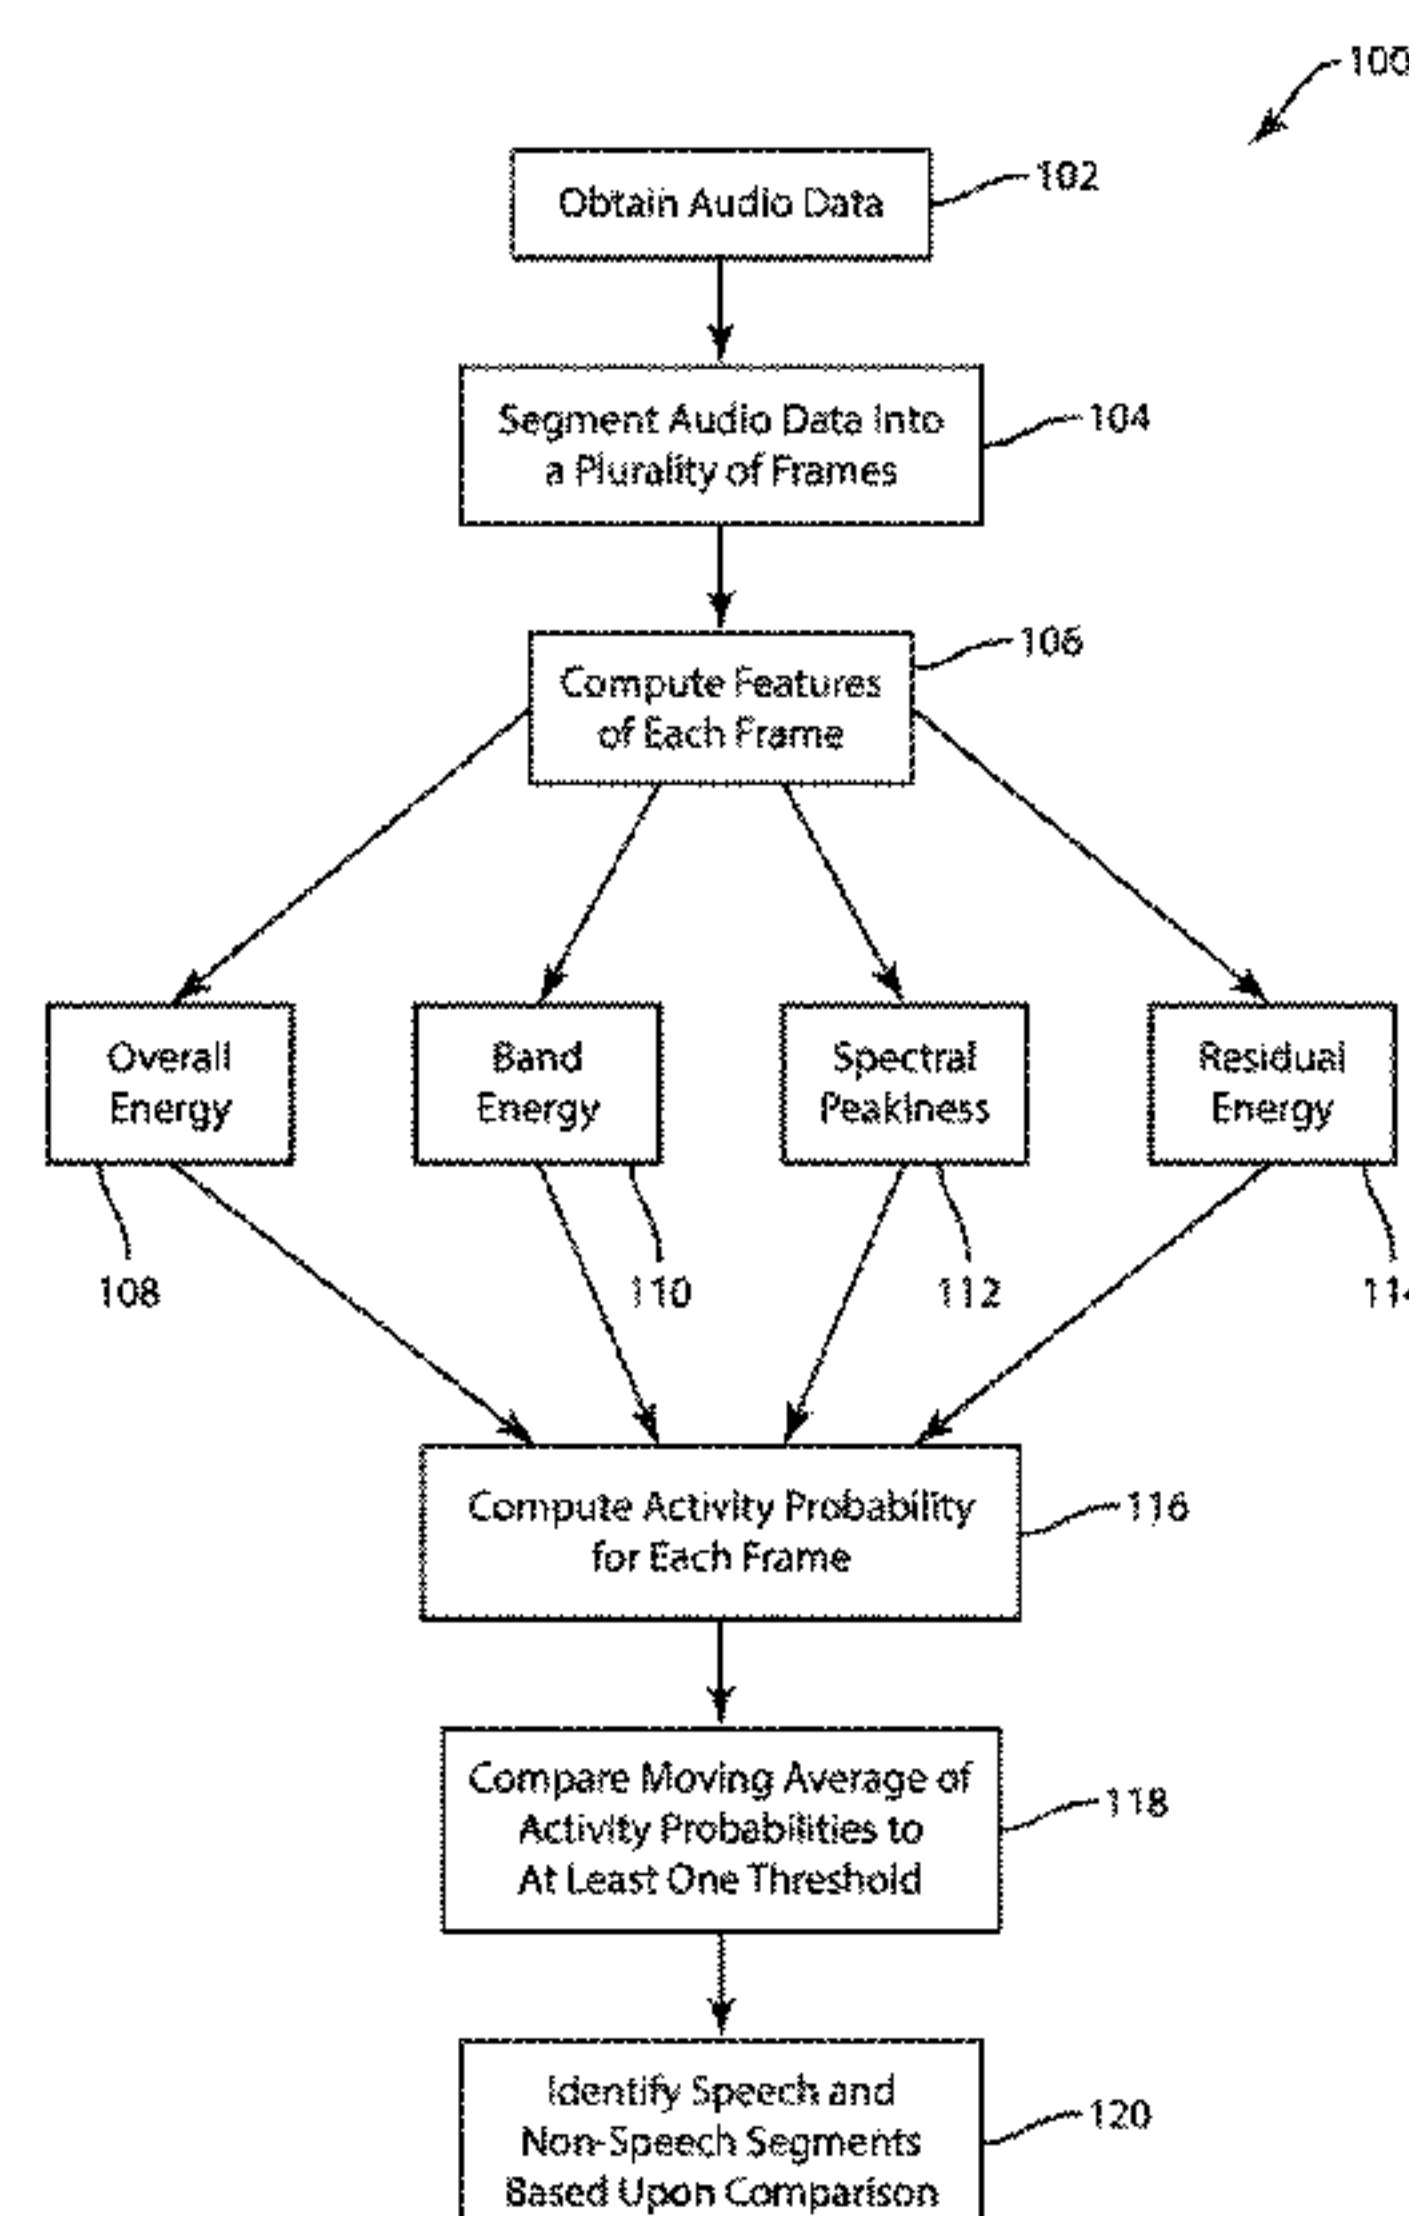 100
102
Obtain Audio Data
104
Segment Audio Data Into
a Plurality of Frames
106
Compute Features
of Each Frame
Overall
Energy
Band
Energy
Spectral
Peakiness
Residual
Energy
108
110
112
114
Compute Activity Probability
for Each Frame
116
Compare Moving Average of
Activity Probabilities to
At Least One Threshold
118
Identify Speech and
Non-Speech Segments
Based Upon Comparison
120